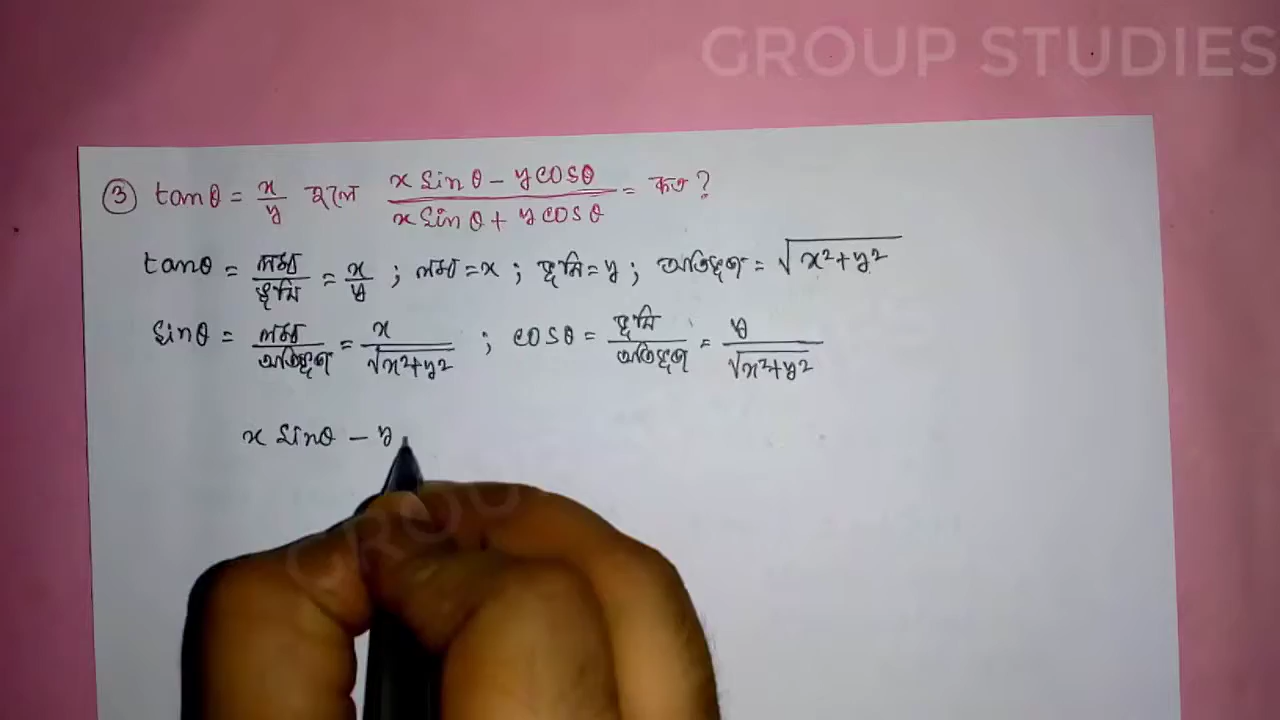 GROUP STUDIES
③ tanθ = x/y হলে (x sinθ - y cosθ)/(x sinθ + y cosθ) = কত ?
tanθ = লম্ব/ভূমি = x/y ; লম্ব = x ; ভূমি = y ; অতিভূজ = √(x²+y²)
sinθ = লম্ব/অতিভূজ = x/√(x²+y²) ; cosθ = ভূমি/অতিভূজ = y/√(x²+y²)
x sinθ - y
GROU